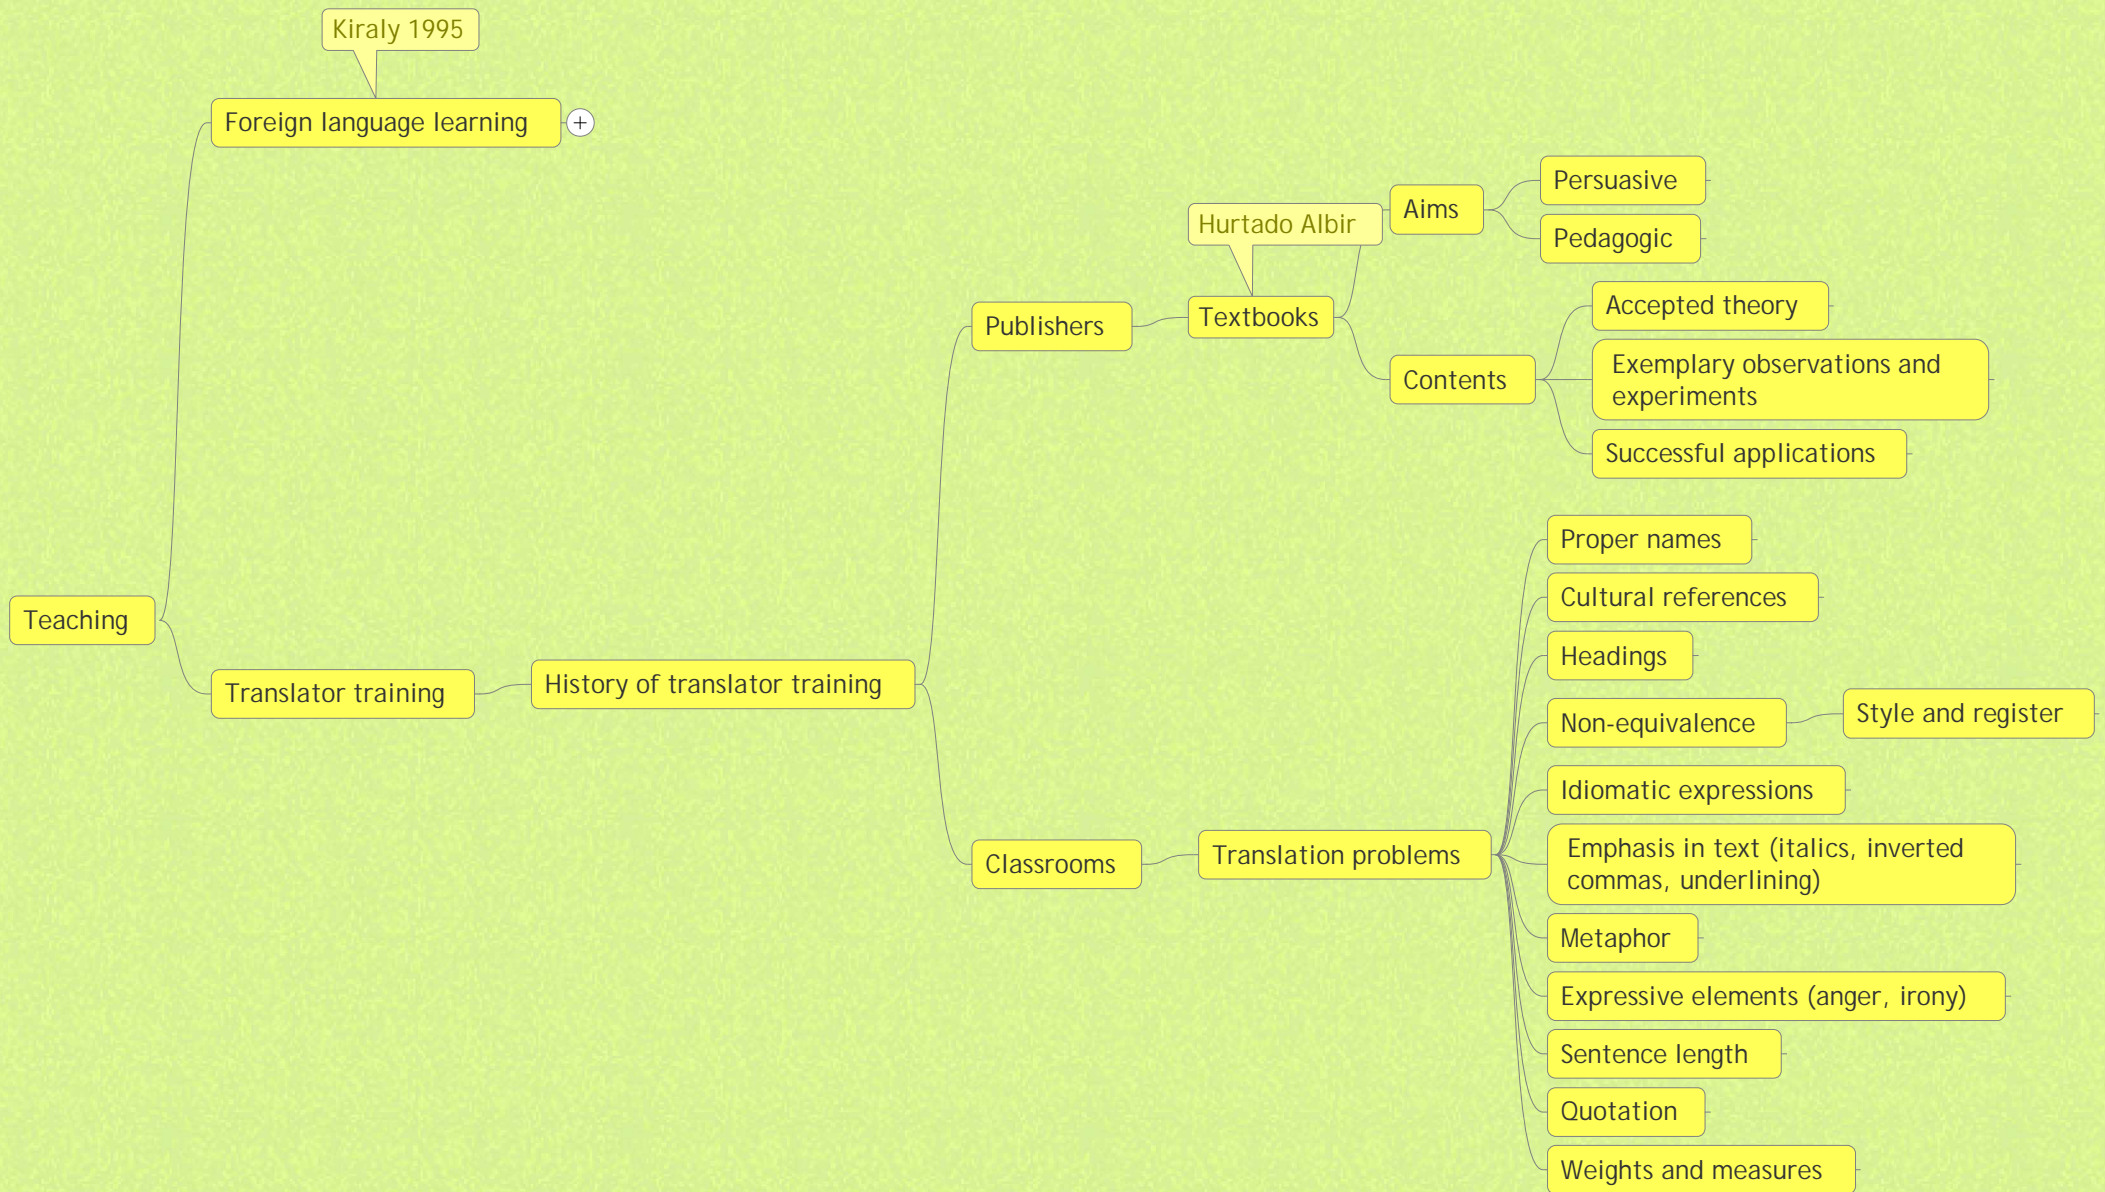 Kiraly 1995
Foreign language learning
+
Persuasive
Aims
Hurtado Albir
Pedagogic
Accepted theory
Publishers
Textbooks
Exemplary observations and
experiments
Contents
Successful applications
Proper names
Cultural references
Teaching
Headings
Translator training
History of translator training
Non-equivalence
Style and register
Idiomatic expressions
Classrooms
Translation problems
Emphasis in text (italics, inverted
commas, underlining)
Metaphor
Expressive elements (anger, irony)
Sentence length
Quotation
Weights and measures